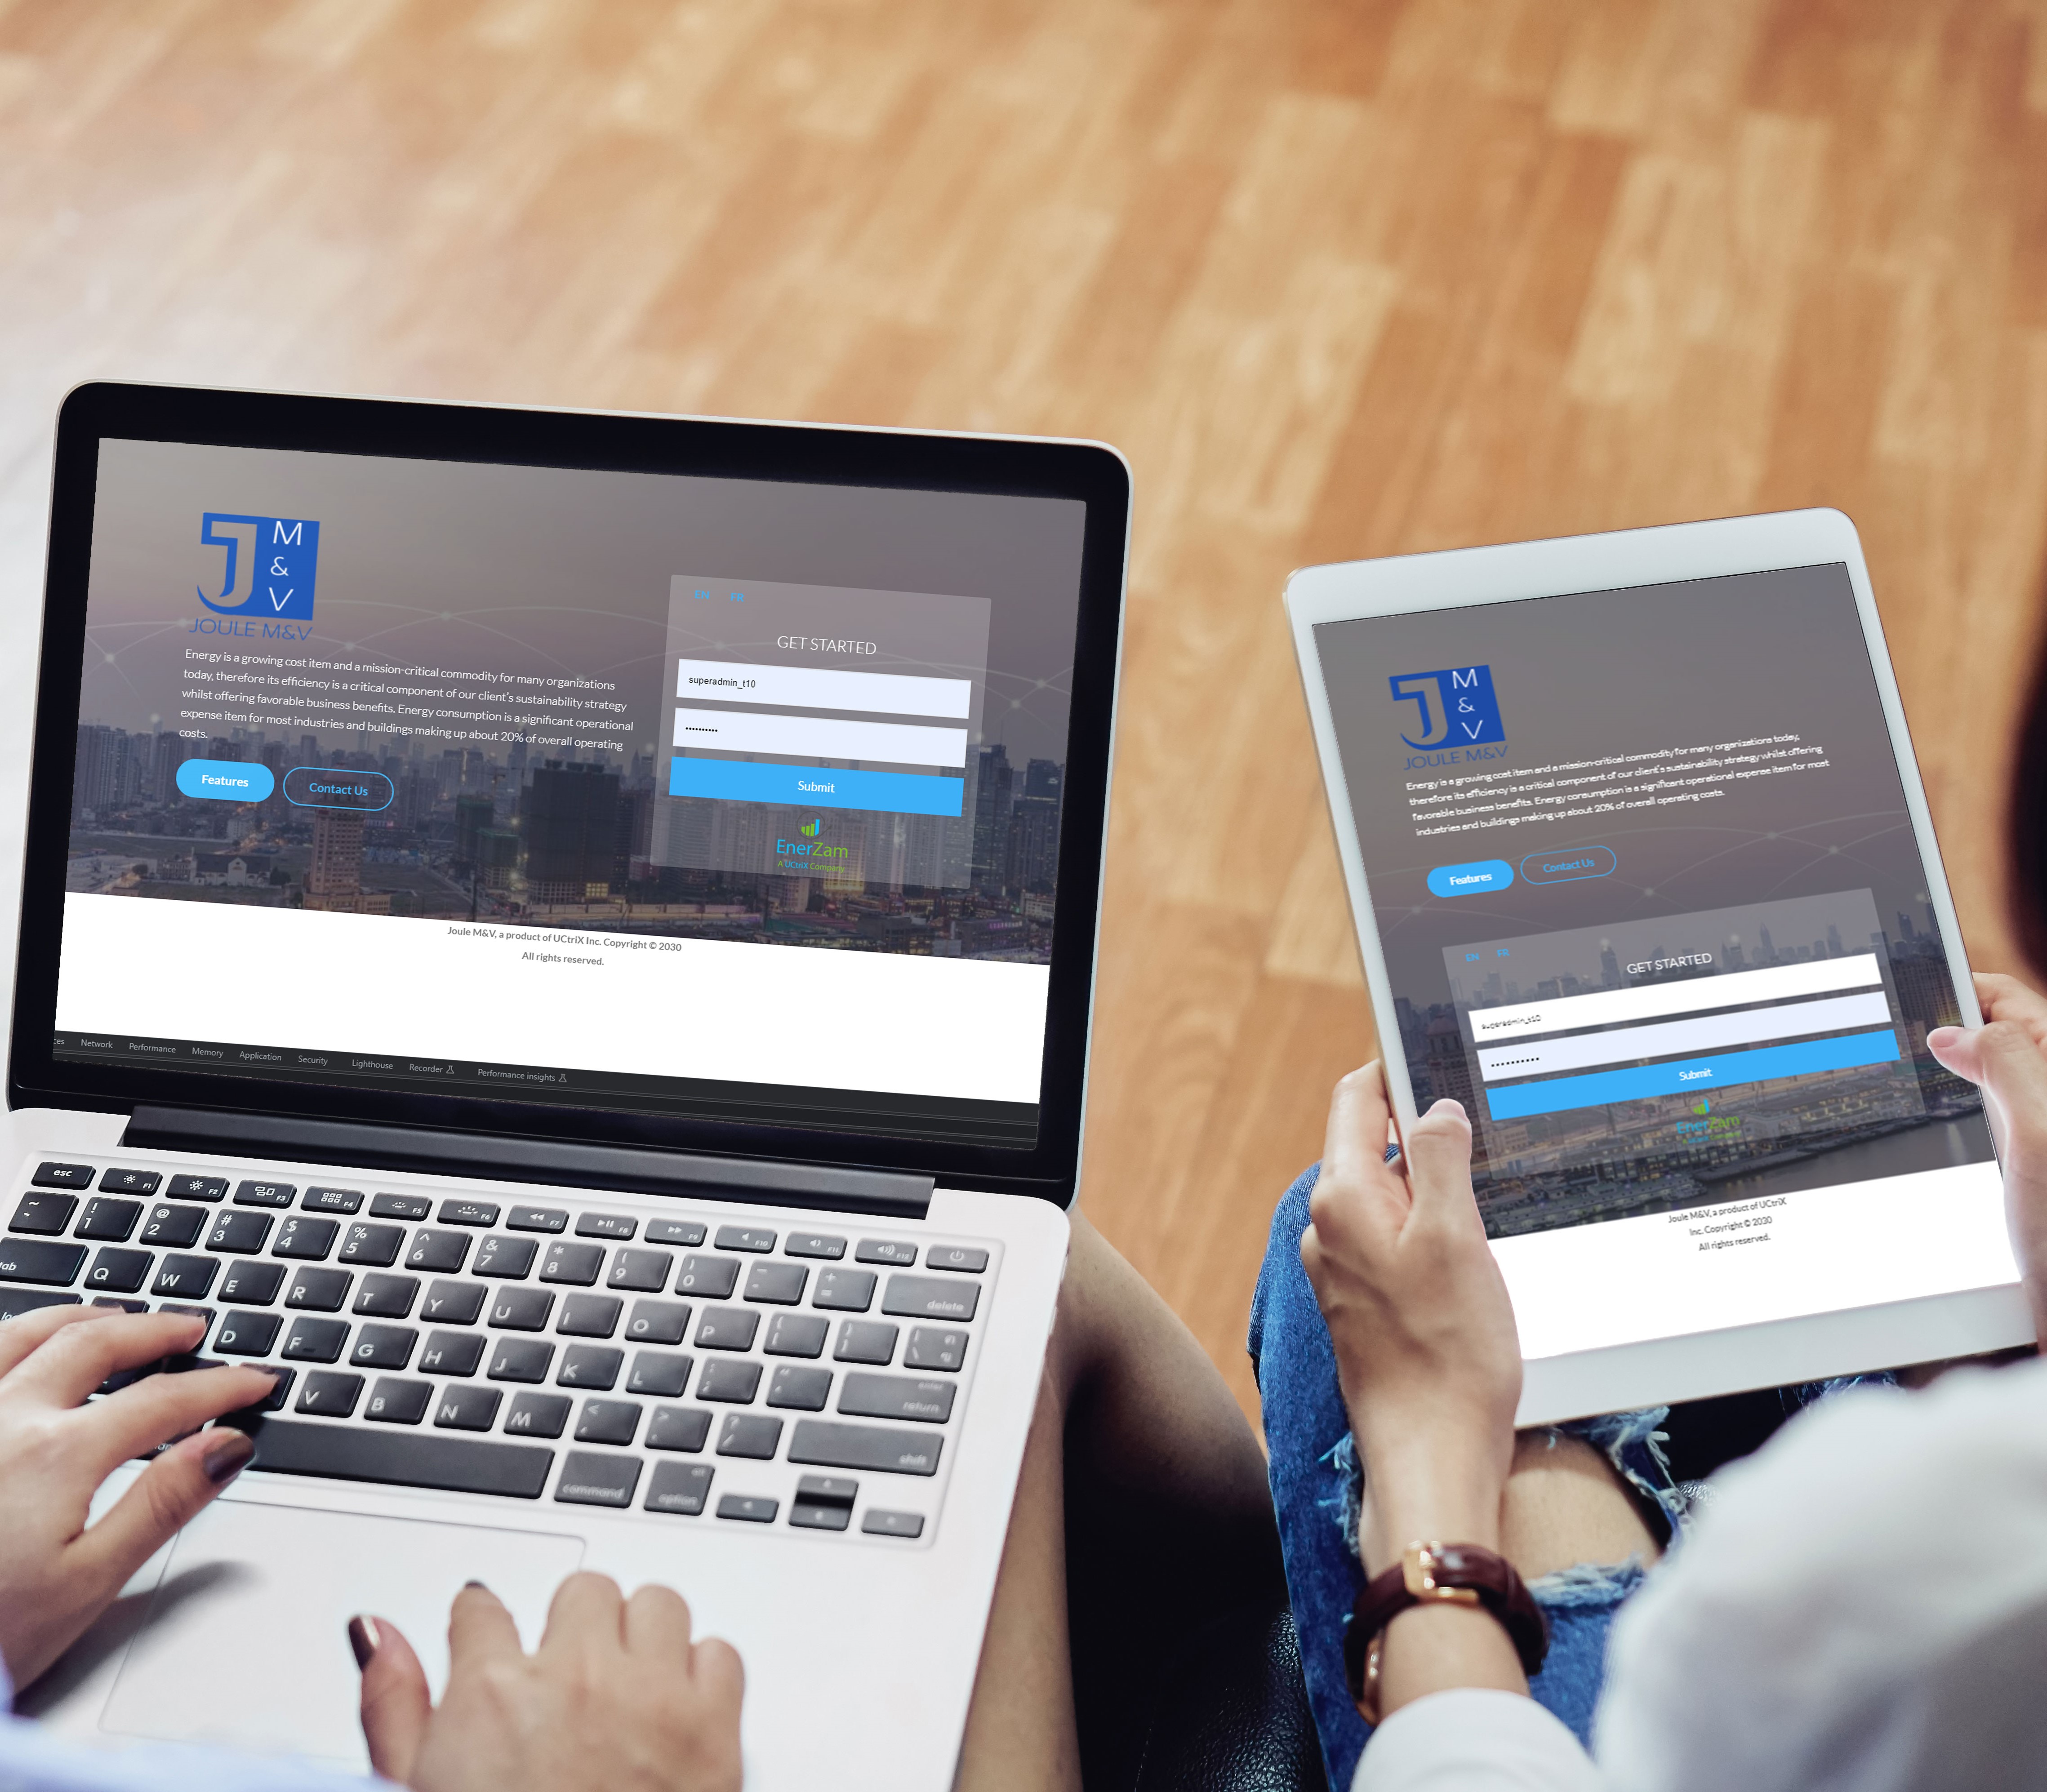 J
M
&
V
JOULE M&V
Energy is a growing cost item and a mission-critical commodity for many organizations
today, therefore its efficiency is a critical component of our client's sustainability strategy
whilst offering favorable business benefits. Energy consumption is a significant operational
expense item for most industries and buildings making up about 20% of overall operating
costs.
Features
Contact Us
EN FR
GET STARTED
superadmin_t10
Submit
EnerZam
A UCtriX Company
Joule M&V, a product of UCtriX Inc. Copyright © 2030
All rights reserved.
Network Performance Memory Application Security Lighthouse Recorder Performance insights
J
M
&
V
JOULE M&V
Energy is a growing cost item and a mission-critical commodity for many organizations today,
therefore its efficiency is a critical component of our client's sustainability strategy whilst offering
favorable business benefits. Energy consumption is a significant operational expense item for most
industries and buildings making up about 20% of overall operating costs.
Features
Contact Us
EN FR
GET STARTED
superadmin_t10
Submit
EnerZam
Joule M&V, a product of UCtriX
Inc. Copyright © 2030
All rights reserved.
esc F1 F2 F3 F4 F5 F6 F7 F8 F9 F10 F11 F12
~ ! 1 @ 2 # 3 $ 4 % 5 ^ 6 & 7 * 8 ( 9 ) 0 - + = delete
tab Q W E R T Y U I O P
D F G H J K L enter return
V B N M < > ? / shift
command option